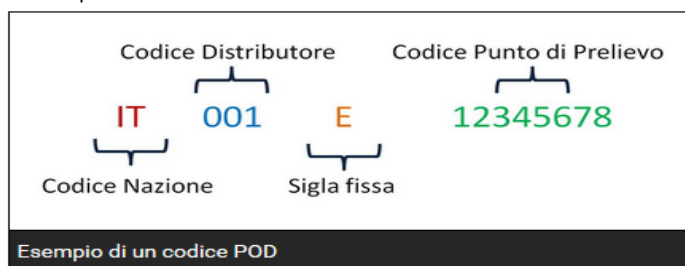 Codice Distributore Codice Punto di Prelievo
IT 001 E 12345678
Codice Nazione Sigla fissa
Esempio di un codice POD